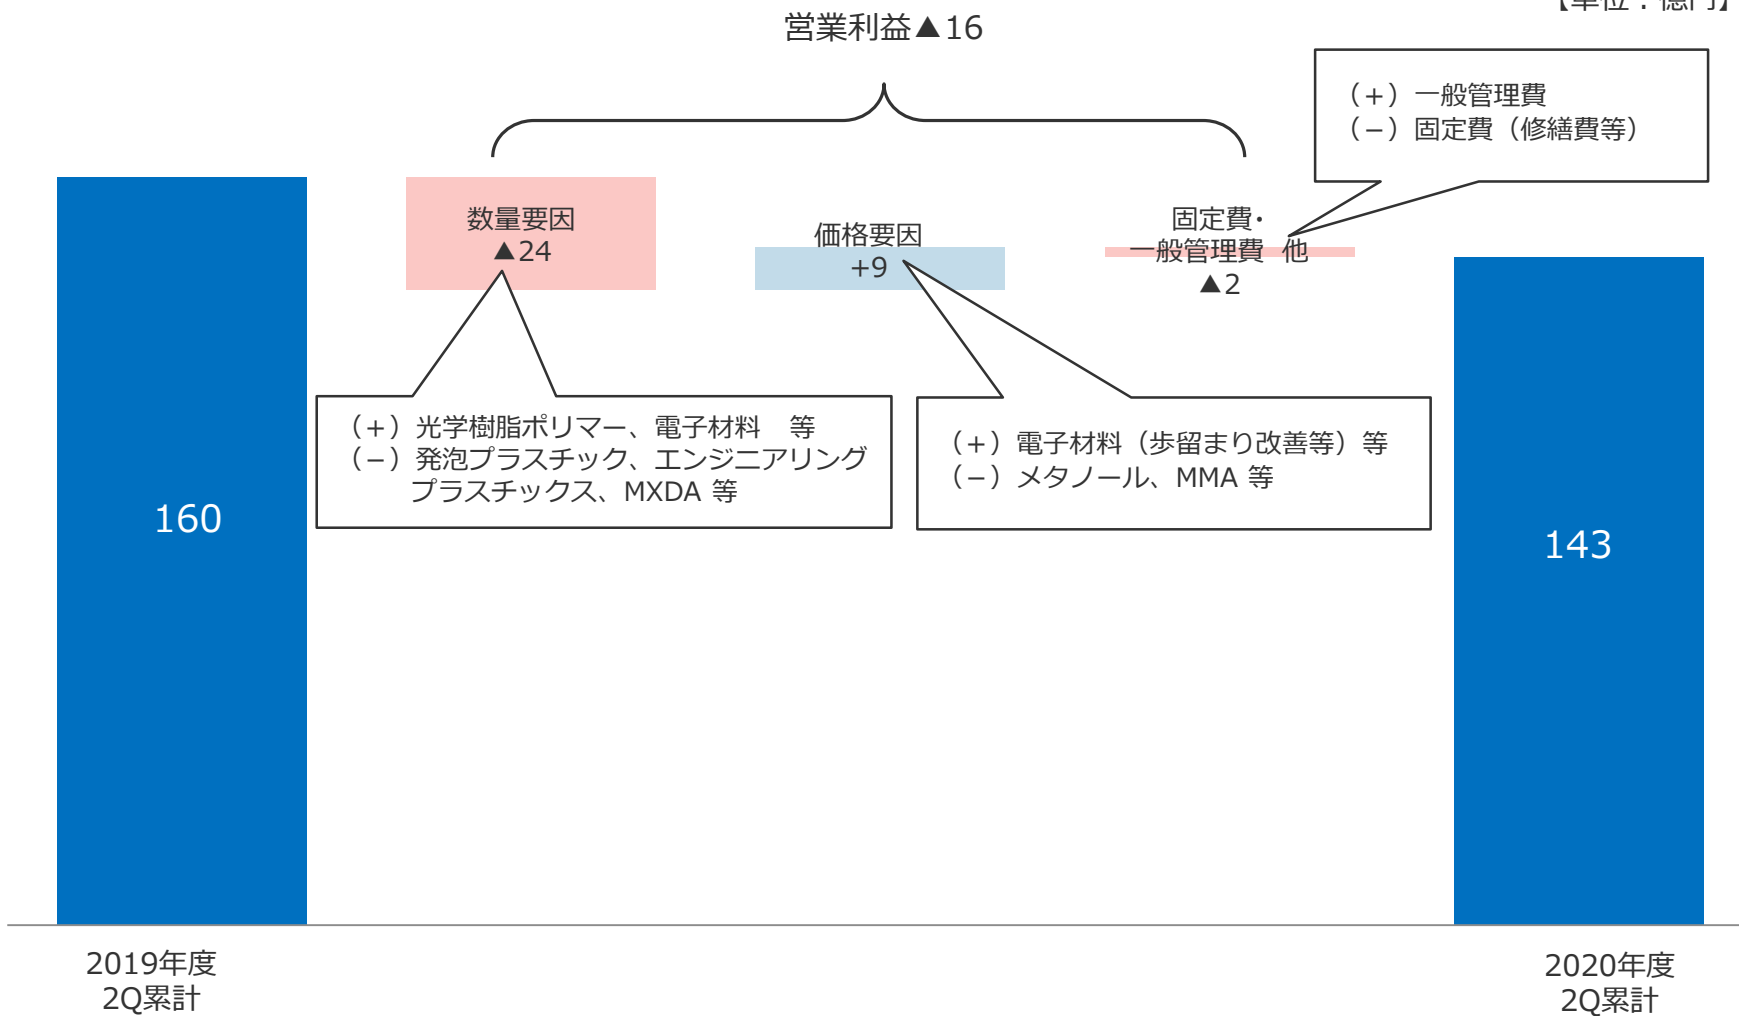 【単位：億円】
営業利益▲16
（+）一般管理費
（−）固定費（修繕費等）
数量要因
▲24
価格要因
+9
固定費・
一般管理費 他
▲2
（+）光学樹脂ポリマー、電子材料　等
（−）発泡プラスチック、エンジニアリング
プラスチックス、MXDA 等
（+）電子材料（歩留まり改善等）等
（−）メタノール、MMA 等
160
143
2019年度
2Q累計
2020年度
2Q累計